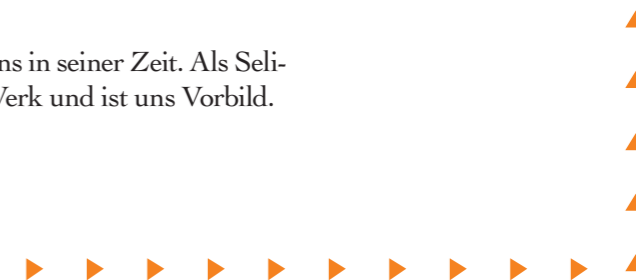 ns in seiner Zeit. Als Seli-
Werk und ist uns Vorbild.